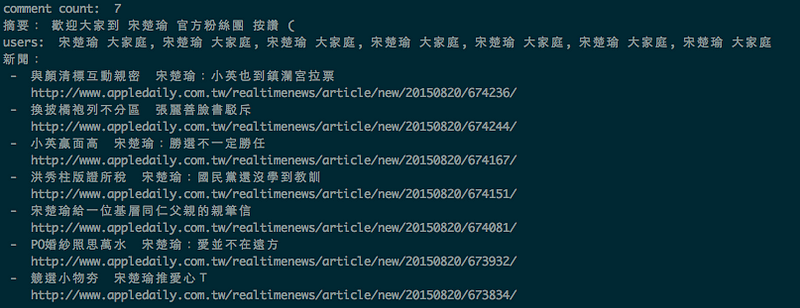 comment count:  7
摘要： 歡迎大家到 宋楚瑜 官方粉絲團 按讚 (
users:  宋楚瑜 大家庭, 宋楚瑜 大家庭, 宋楚瑜 大家庭, 宋楚瑜 大家庭, 宋楚瑜 大家庭, 宋楚瑜 大家庭, 宋楚瑜 大家庭
新聞：
- 與顏清標互動親密　宋楚瑜：小英也到鎮瀾宮拉票
http://www.appledaily.com.tw/realtimenews/article/new/20150820/674236/
- 換披橘袍列不分區　張麗善臉書駁斥
http://www.appledaily.com.tw/realtimenews/article/new/20150820/674244/
- 小英贏面高　宋楚瑜：勝選不一定勝任
http://www.appledaily.com.tw/realtimenews/article/new/20150820/674167/
- 洪秀柱版證所稅　宋楚瑜：國民黨還沒學到教訓
http://www.appledaily.com.tw/realtimenews/article/new/20150820/674151/
- 宋楚瑜給一位基層同仁父親的親筆信
http://www.appledaily.com.tw/realtimenews/article/new/20150820/674081/
- PO婚紗照思萬水　宋楚瑜：愛並不在遠方
http://www.appledaily.com.tw/realtimenews/article/new/20150820/673932/
- 競選小物夯　宋楚瑜推愛心Ｔ
http://www.appledaily.com.tw/realtimenews/article/new/20150820/673834/